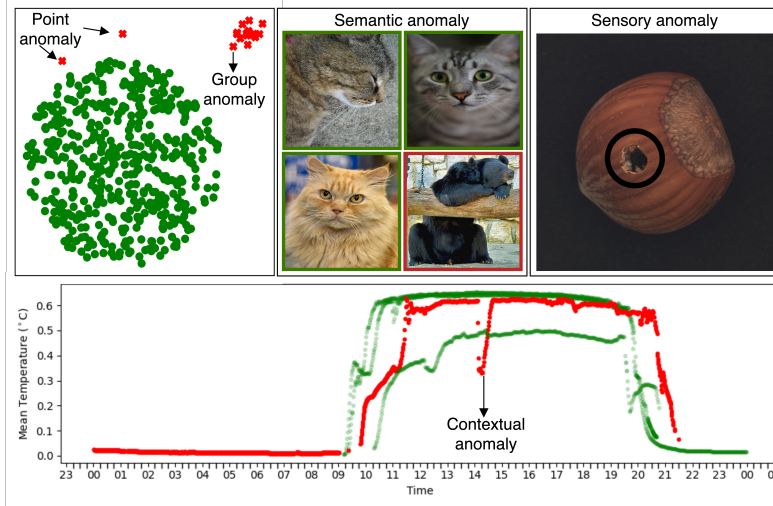 Point
anomaly
Group
anomaly
Semantic anomaly
Sensory anomaly
Mean Temperature (°C)
0.6
0.5
0.4
0.3
0.2
0.1
0.0
Contextual
anomaly
23 00 01 02 03 04 05 06 07 08 09 10 11 12 13 14 15 16 17 18 19 20 21 22 23 00
Time